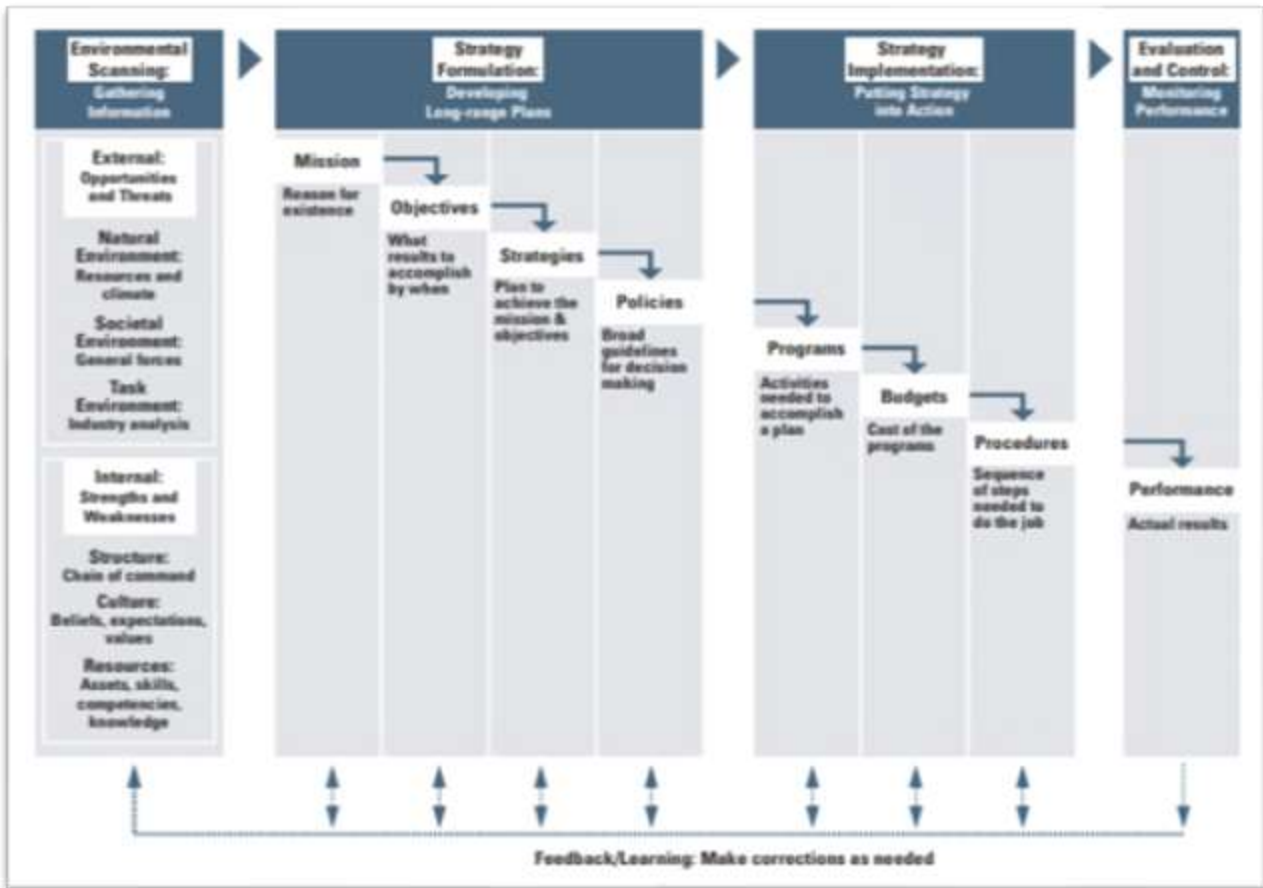 Environmental
Scanning:
Gathering
Information
Strategy
Formulation:
Developing
Long-range Plans
Strategy
Implementation:
Putting Strategy
into Action
Evaluation
and Control:
Monitoring
Performance
External:
Opportunities
and Threats
Natural
Environment:
Resources and
climate
Societal
Environment:
General forces
Task
Environment:
Industry analysis
Internal:
Strengths and
Weaknesses
Structure:
Chain of command
Culture:
Beliefs, expectations,
values
Resources:
Assets, skills,
competencies,
knowledge
Mission
Reason for
existence
Objectives
What
results to
accomplish
by when
Strategies
Plan to
achieve the
mission &
objectives
Policies
Broad
guidelines
for decision
making
Programs
Activities
needed to
accomplish
a plan
Budgets
Cost of the
programs
Procedures
Sequence
of steps
needed to
do the job
Performance
Actual results
Feedback/Learning: Make corrections as needed